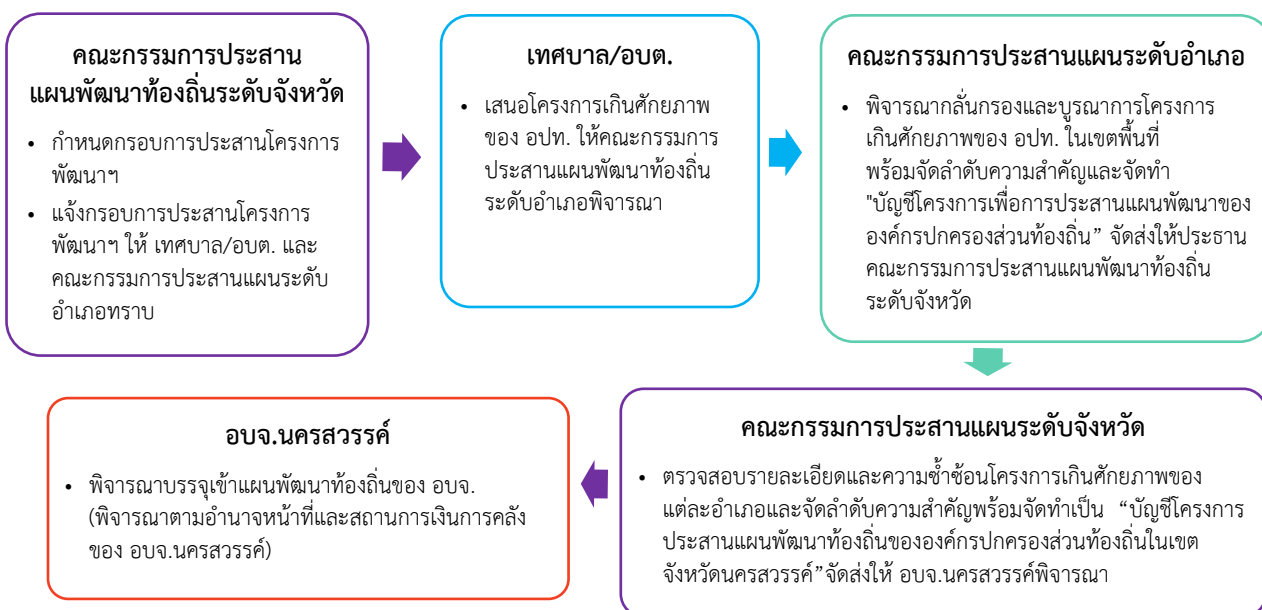 คณะกรรมการประสาน
แผนพัฒนาท้องถิ่นระดับจังหวัด
• กำหนดกรอบการประสานโครงการ
พัฒนาฯ
• แจ้งกรอบการประสานโครงการ
พัฒนาฯ ให้ เทศบาล/อบต. และ
คณะกรรมการประสานแผนระดับ
อำเภอทราบ
เทศบาล/อบต.
• เสนอโครงการเกินศักยภาพ
ของ อปท. ให้คณะกรรมการ
ประสานแผนพัฒนาท้องถิ่น
ระดับอำเภอพิจารณา
คณะกรรมการประสานแผนระดับอำเภอ
• พิจารณากลั่นกรองและบูรณาการโครงการ
เกินศักยภาพของ อปท. ในเขตพื้นที่
พร้อมจัดลำดับความสำคัญและจัดทำ
"บัญชีโครงการเพื่อการประสานแผนพัฒนาของ
องค์กรปกครองส่วนท้องถิ่น” จัดส่งให้ประธาน
คณะกรรมการประสานแผนพัฒนาท้องถิ่น
ระดับจังหวัด
คณะกรรมการประสานแผนระดับจังหวัด
• ตรวจสอบรายละเอียดและความซ้ำซ้อนโครงการเกินศักยภาพของ
แต่ละอำเภอและจัดลำดับความสำคัญพร้อมจัดทำเป็น “บัญชีโครงการ
ประสานแผนพัฒนาท้องถิ่นขององค์กรปกครองส่วนท้องถิ่นในเขต
จังหวัดนครสวรรค์”จัดส่งให้ อบจ.นครสวรรค์พิจารณา
อบจ.นครสวรรค์
• พิจารณาบรรจุเข้าแผนพัฒนาท้องถิ่นของ อบจ.
(พิจารณาตามอำนาจหน้าที่และสถานการเงินการคลัง
ของ อบจ.นครสวรรค์)